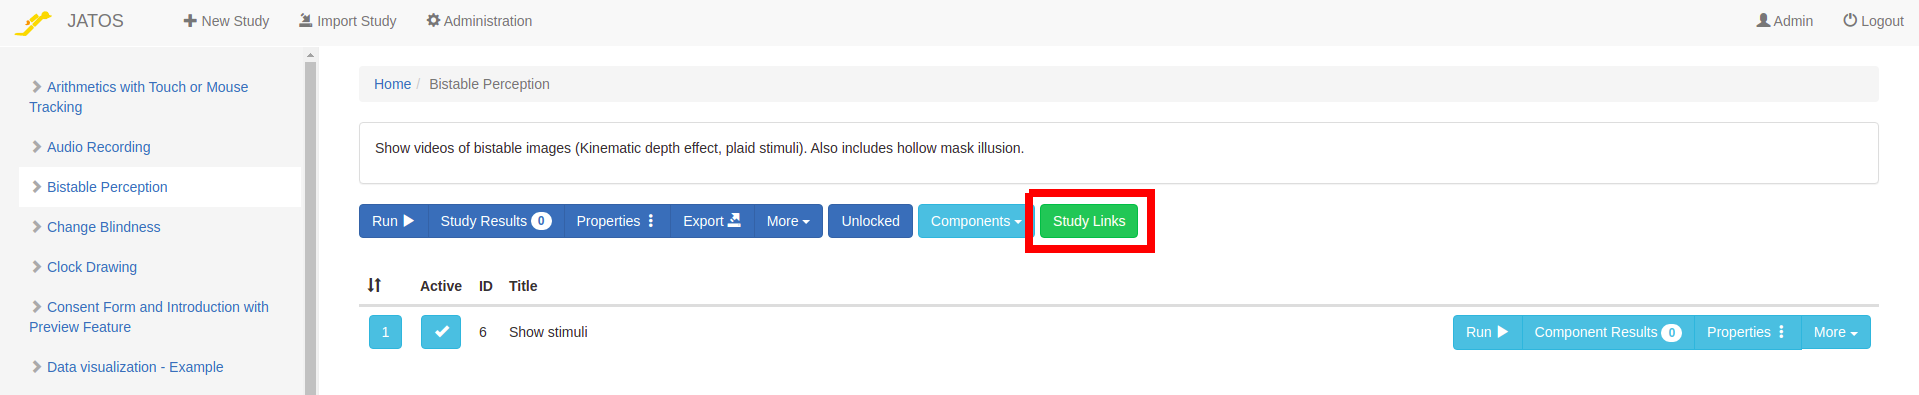 JATOS New Study Import Study Administration Admin Logout
Arithmetics with Touch or Mouse
Tracking
Audio Recording
Bistable Perception
Change Blindness
Clock Drawing
Consent Form and Introduction with
Preview Feature
Data visualization - Example
Home / Bistable Perception
Show videos of bistable images (Kinematic depth effect, plaid stimuli). Also includes hollow mask illusion.
Run Study Results 0 Properties Export More Unlocked Components Study Links
Active ID Title
1 6 Show stimuli Run Component Results 0 Properties More